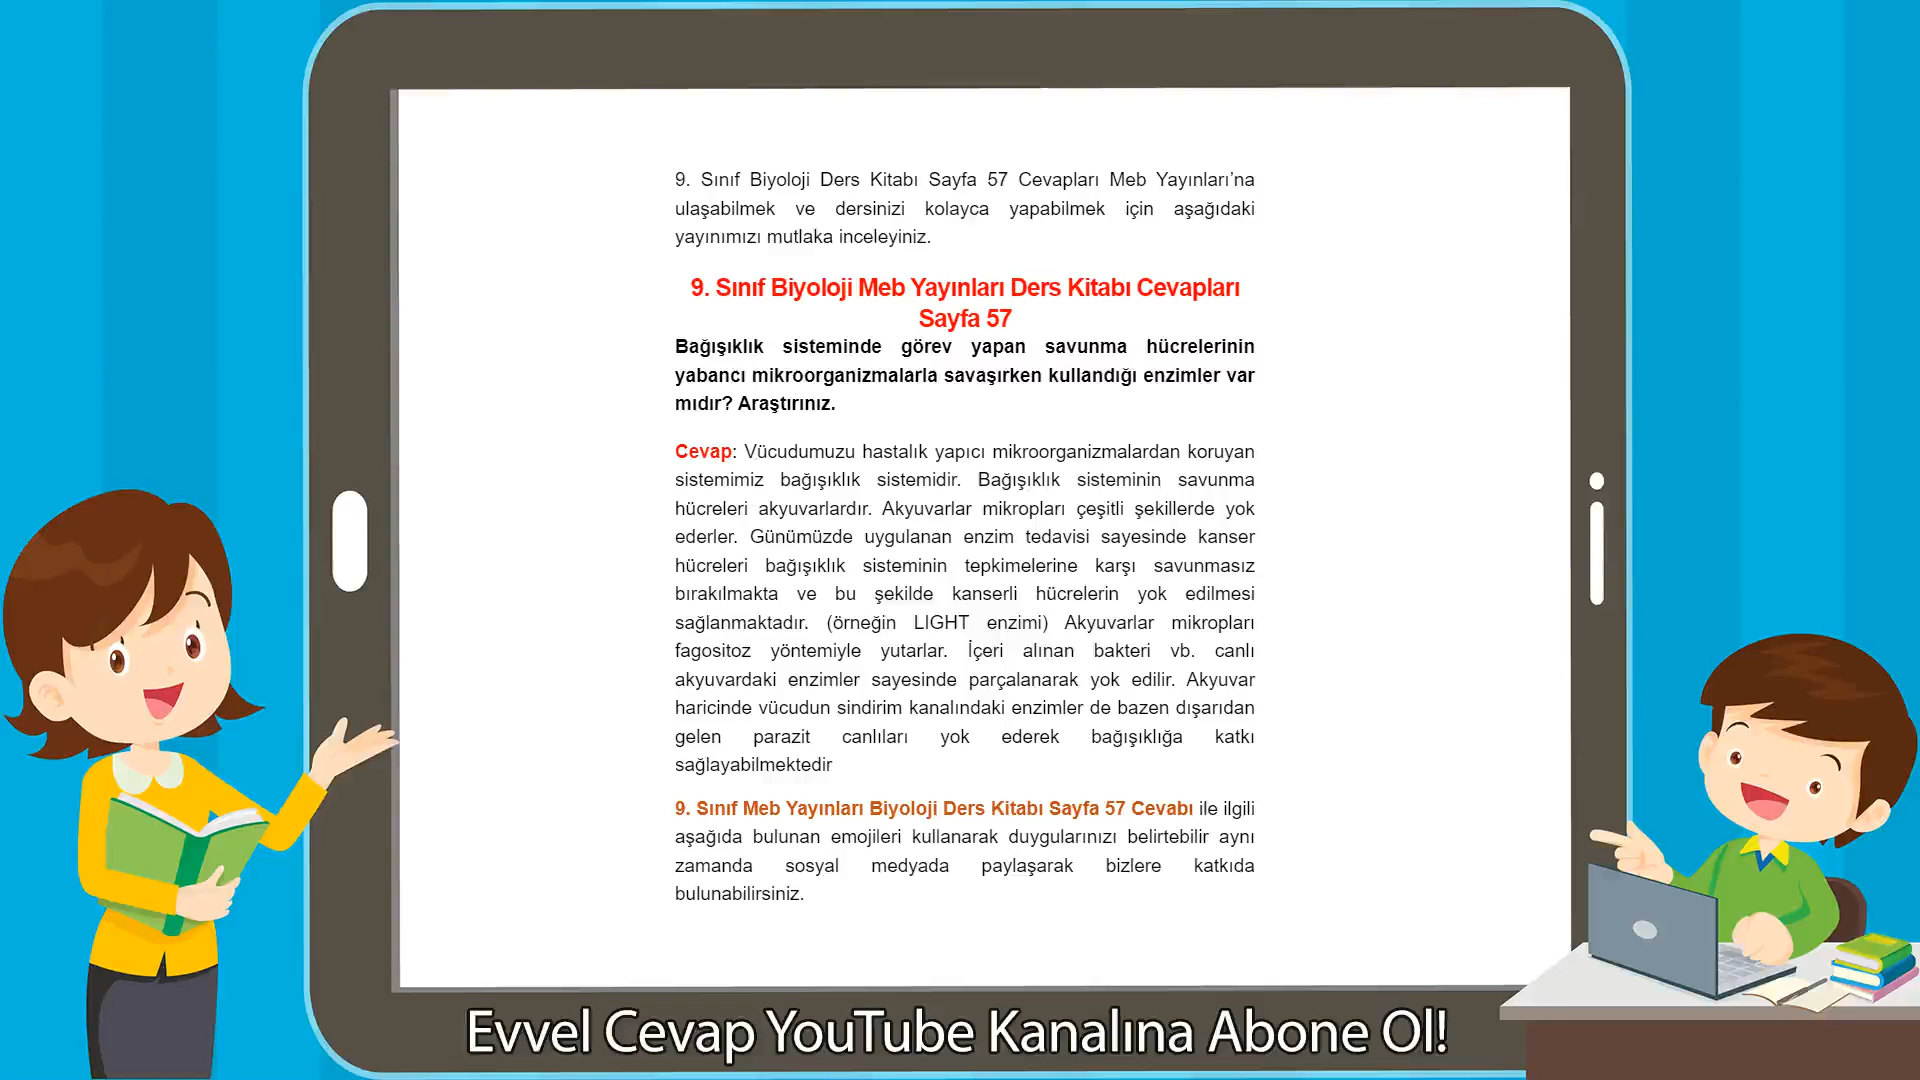 9. Sınıf Biyoloji Ders Kitabı Sayfa 57 Cevapları Meb Yayınları’na
ulaşabilmek ve dersinizi kolayca yapabilmek için aşağıdaki
yayınımızı mutlaka inceleyiniz.
9. Sınıf Biyoloji Meb Yayınları Ders Kitabı Cevapları
Sayfa 57
Bağışıklık sisteminde görev yapan savunma hücrelerinin
yabancı mikroorganizmalarla savaşırken kullandığı enzimler var
mıdır? Araştırınız.
Cevap: Vücudumuzu hastalık yapıcı mikroorganizmalardan koruyan
sistemimiz bağışıklık sistemidir. Bağışıklık sisteminin savunma
hücreleri akyuvarlardır. Akyuvarlar mikropları çeşitli şekillerde yok
ederler. Günümüzde uygulanan enzim tedavisi sayesinde kanser
hücreleri bağışıklık sisteminin tepkimelerine karşı savunmasız
bırakılmakta ve bu şekilde kanserli hücrelerin yok edilmesi
sağlanmaktadır. (örneğin LIGHT enzimi) Akyuvarlar mikropları
fagositoz yöntemiyle yutarlar. İçeri alınan bakteri vb. canlı
akyuvardaki enzimler sayesinde parçalanarak yok edilir. Akyuvar
haricinde vücudun sindirim kanalındaki enzimler de bazen dışarıdan
gelen parazit canlıları yok ederek bağışıklığa katkı
sağlayabilmektedir
9. Sınıf Meb Yayınları Biyoloji Ders Kitabı Sayfa 57 Cevabı ile ilgili
aşağıda bulunan emojileri kullanarak duygularınızı belirtebilir aynı
zamanda sosyal medyada paylaşarak bizlere katkıda
bulunabilirsiniz.
Evvel Cevap YouTube Kanalına Abone Ol!